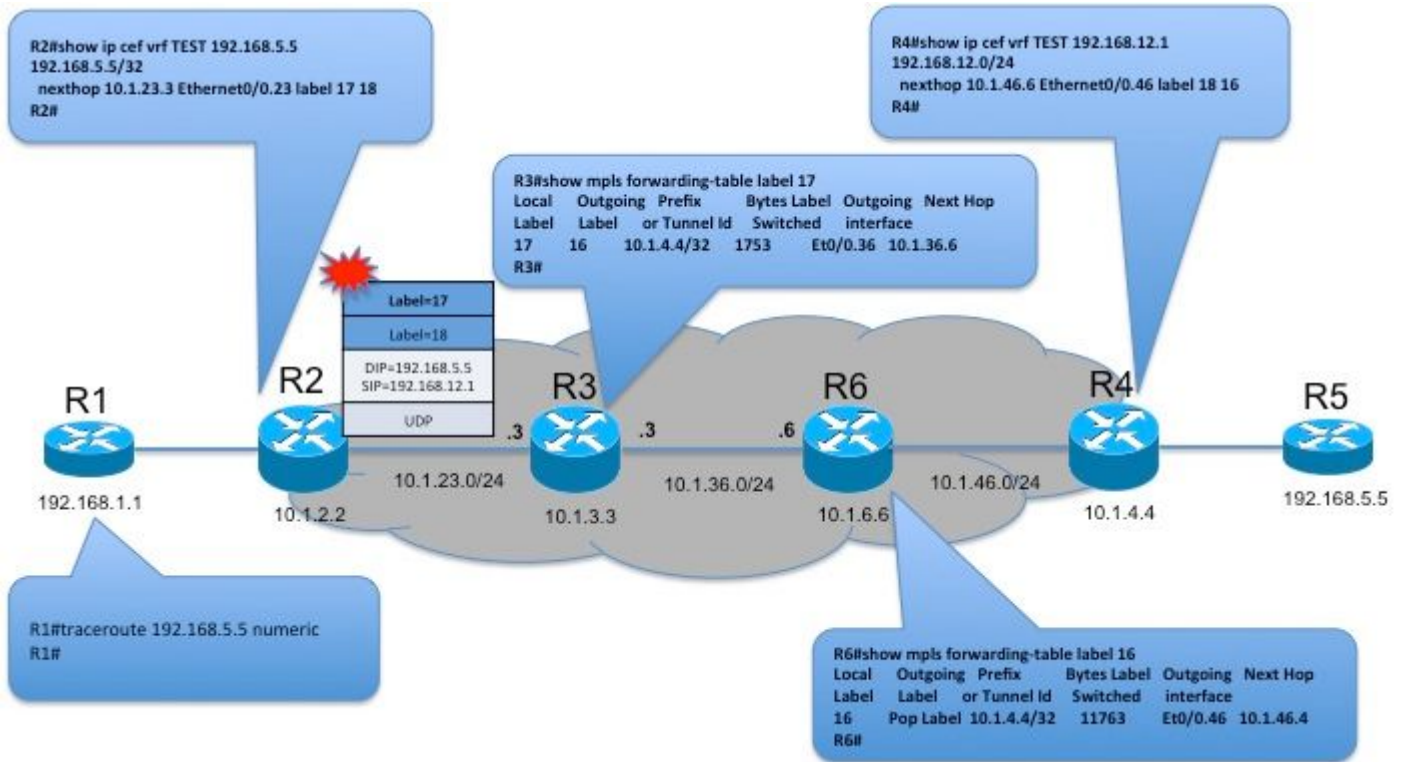 R2#show ip cef vrf TEST 192.168.5.5
192.168.5.5/32
nexthop 10.1.23.3 Ethernet0/0.23 label 17 18
R2#
R4#show ip cef vrf TEST 192.168.12.1
192.168.12.0/24
nexthop 10.1.46.6 Ethernet0/0.46 label 18 16
R4#
R3#show mpls forwarding-table label 17
Local Outgoing Prefix Bytes Label Outgoing Next Hop
Label Label or Tunnel Id Switched interface
17 16 10.1.4.4/32 1753 Et0/0.36 10.1.36.6
R3#
Label=17
Label=18
DIP=192.168.5.5
SIP=192.168.12.1
UDP
R1
R2
R3
R6
R4
R5
.3
.3
.6
10.1.23.0/24
10.1.36.0/24
10.1.46.0/24
192.168.1.1
10.1.2.2
10.1.3.3
10.1.6.6
10.1.4.4
192.168.5.5
R1#traceroute 192.168.5.5 numeric
R1#
R6#show mpls forwarding-table label 16
Local Outgoing Prefix Bytes Label Outgoing Next Hop
Label Label or Tunnel Id Switched interface
16 Pop Label 10.1.4.4/32 11763 Et0/0.46 10.1.46.4
R6#